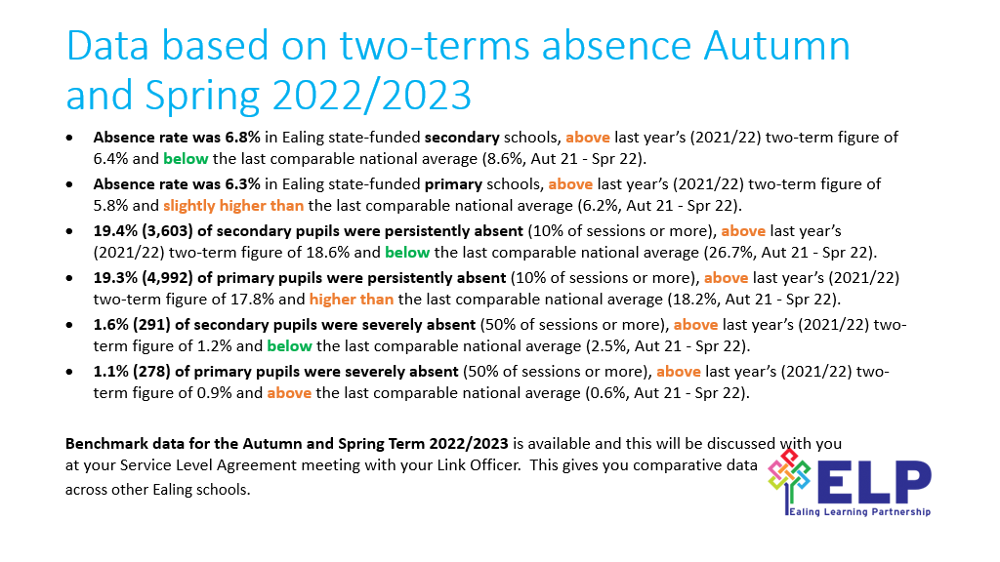 Data based on two-terms absence Autumn
and Spring 2022/2023
• Absence rate was 6.8% in Ealing state-funded secondary schools, above last year's (2021/22) two-term figure of
6.4% and below the last comparable national average (8.6%, Aut 21 - Spr 22).
• Absence rate was 6.3% in Ealing state-funded primary schools, above last year's (2021/22) two-term figure of
5.8% and slightly higher than the last comparable national average (6.2%, Aut 21 - Spr 22).
• 19.4% (3,603) of secondary pupils were persistently absent (10% of sessions or more), above last year's
(2021/22) two-term figure of 18.6% and below the last comparable national average (26.7%, Aut 21 - Spr 22).
• 19.3% (4,992) of primary pupils were persistently absent (10% of sessions or more), above last year's (2021/22)
two-term figure of 17.8% and higher than the last comparable national average (18.2%, Aut 21 - Spr 22).
• 1.6% (291) of secondary pupils were severely absent (50% of sessions or more), above last year's (2021/22) two-
term figure of 1.2% and below the last comparable national average (2.5%, Aut 21 - Spr 22).
• 1.1% (278) of primary pupils were severely absent (50% of sessions or more), above last year's (2021/22) two-
term figure of 0.9% and above the last comparable national average (0.6%, Aut 21 - Spr 22).
Benchmark data for the Autumn and Spring Term 2022/2023 is available and this will be discussed with you
at your Service Level Agreement meeting with your Link Officer.  This gives you comparative data
across other Ealing schools.
ELP
Ealing Learning Partnership